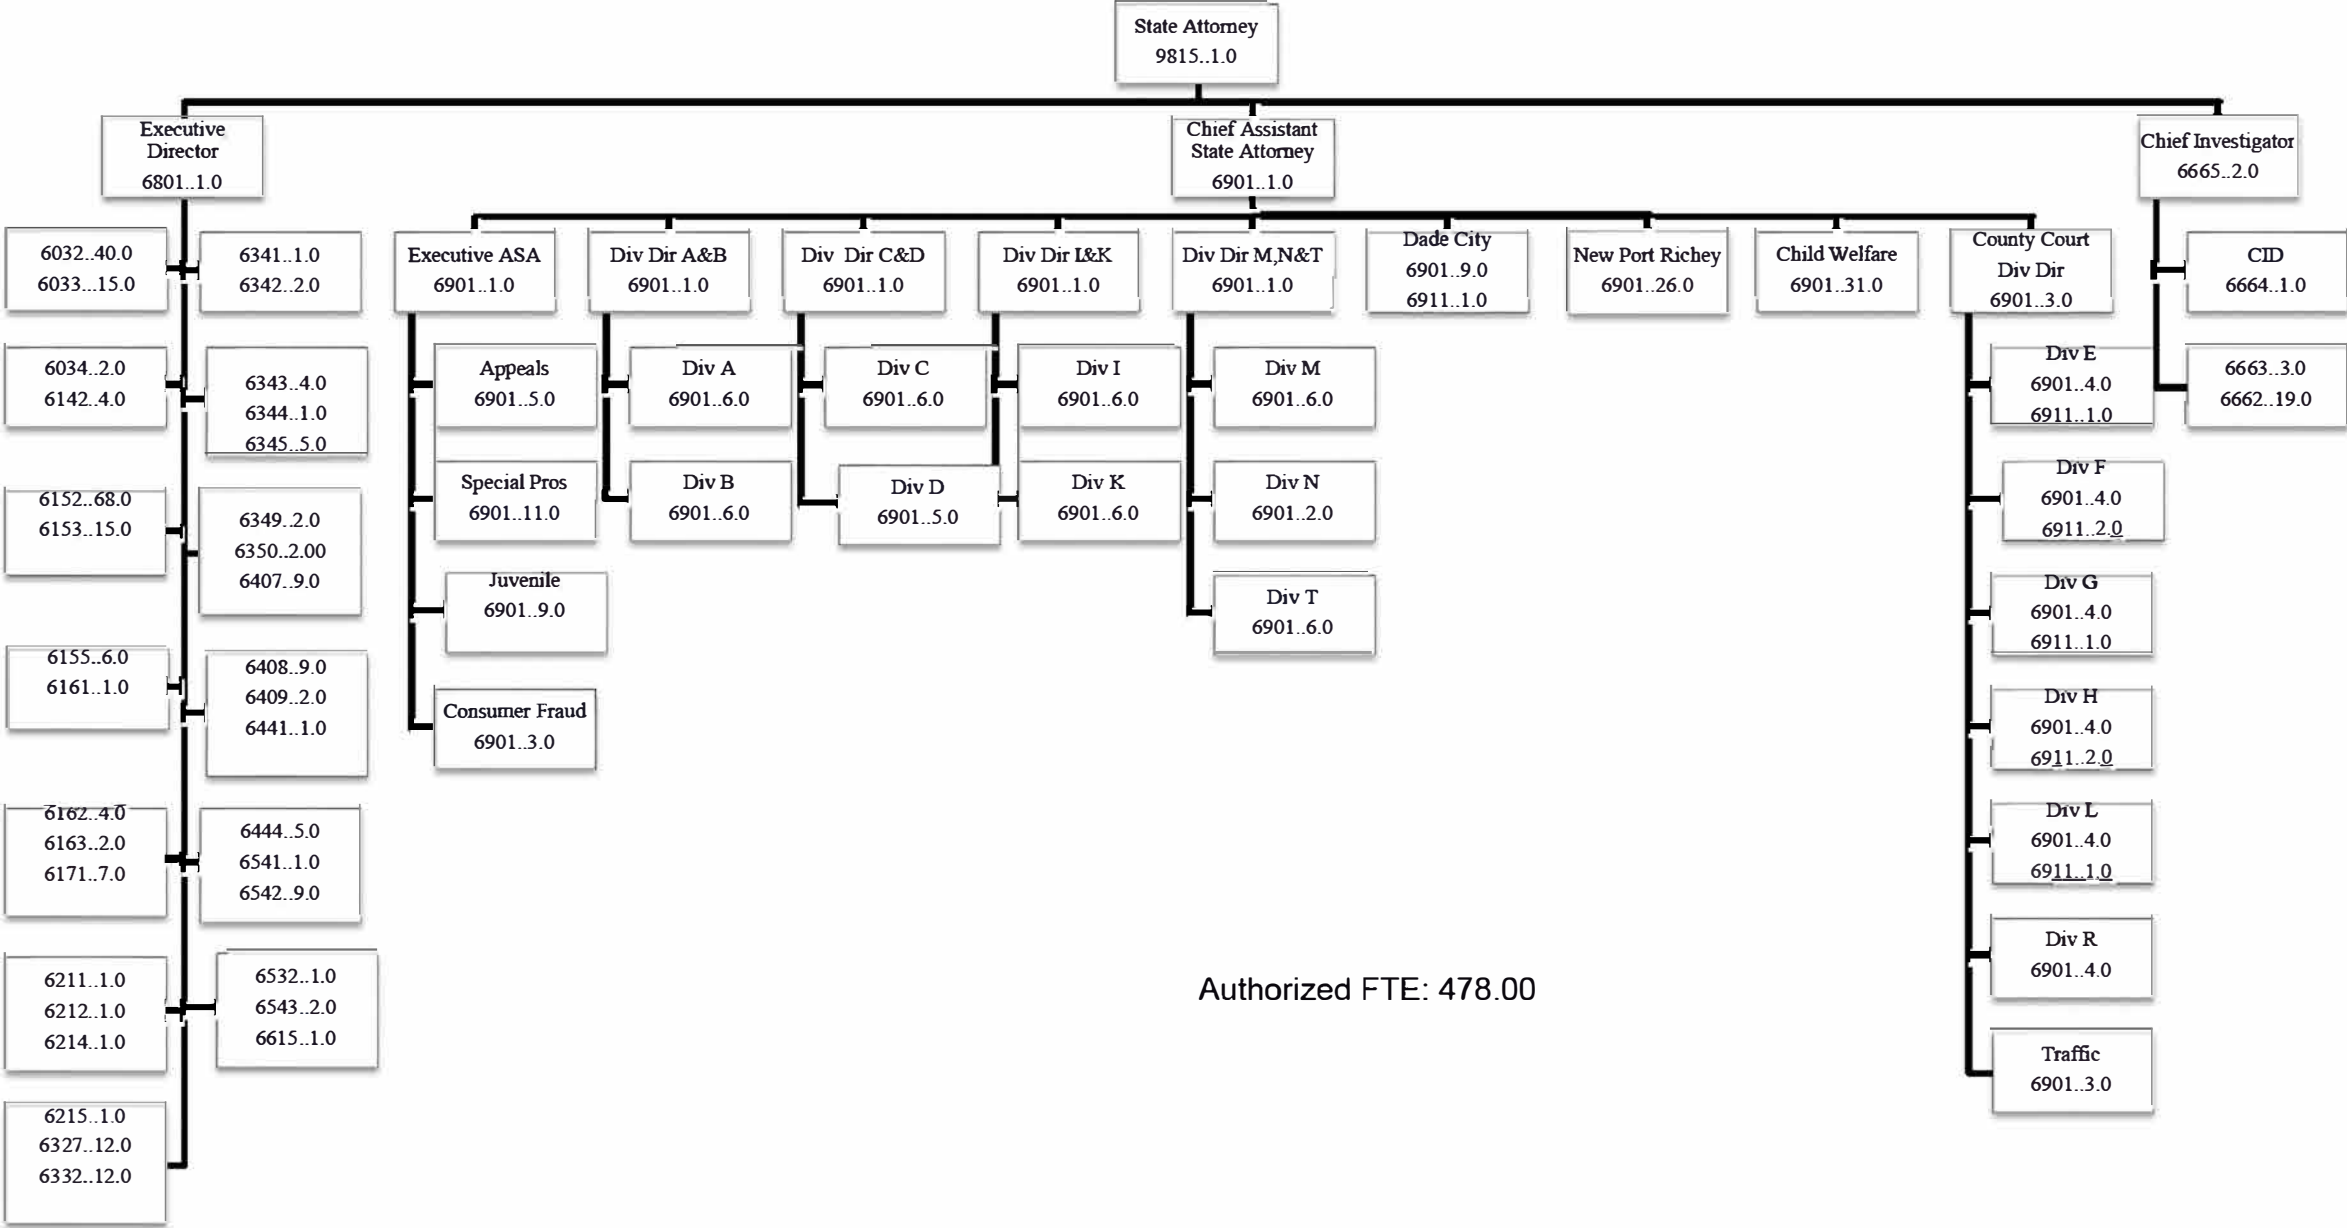 State Attorney
9815..1.0
Executive
Director
6801..1.0
Chief Assistant
State Attorney
6901..1.0
Chief Investigator
6665..2.0
6032..40.0
6033...15.0
6341..1.0
6342..2.0
6034..2.0
6142..4.0
6343..4.0
6344..1.0
6345..5.0
6152..68.0
6153..15.0
6349..2.0
6350..2.00
6407..9.0
6155..6.0
6161..1.0
6408..9.0
6409..2.0
6441..1.0
6162..4.0
6163..2.0
6171..7.0
6444..5.0
6541..1.0
6542..9.0
6211..1.0
6212..1.0
6214..1.0
6532..1.0
6543..2.0
6615..1.0
6215..1.0
6327..12.0
6332..12.0
Executive ASA
6901..1.0
Appeals
6901..5.0
Special Pros
6901..11.0
Juvenile
6901..9.0
Consumer Fraud
6901..3.0
Div Dir A&B
6901..1.0
Div A
6901..6.0
Div B
6901..6.0
Div Dir C&D
6901..1.0
Div C
6901..6.0
Div D
6901..5.0
Div Dir I&K
6901..1.0
Div I
6901..6.0
Div K
6901..6.0
Div Dir M,N&T
6901..1.0
Div M
6901..6.0
Div N
6901..2.0
Div T
6901..6.0
Dade City
6901..9.0
6911..1.0
New Port Richey
6901..26.0
Child Welfare
6901..31.0
County Court
Div Dir
6901..3.0
Div E
6901..4.0
6911..1.0
Div F
6901..4.0
6911..2.0
Div G
6901..4.0
6911..1.0
Div H
6901..4.0
6911..2.0
Div L
6901..4.0
6911..1.0
Div R
6901..4.0
Traffic
6901..3.0
CID
6664..1.0
6663..3.0
6662..19.0
Authorized FTE: 478.00